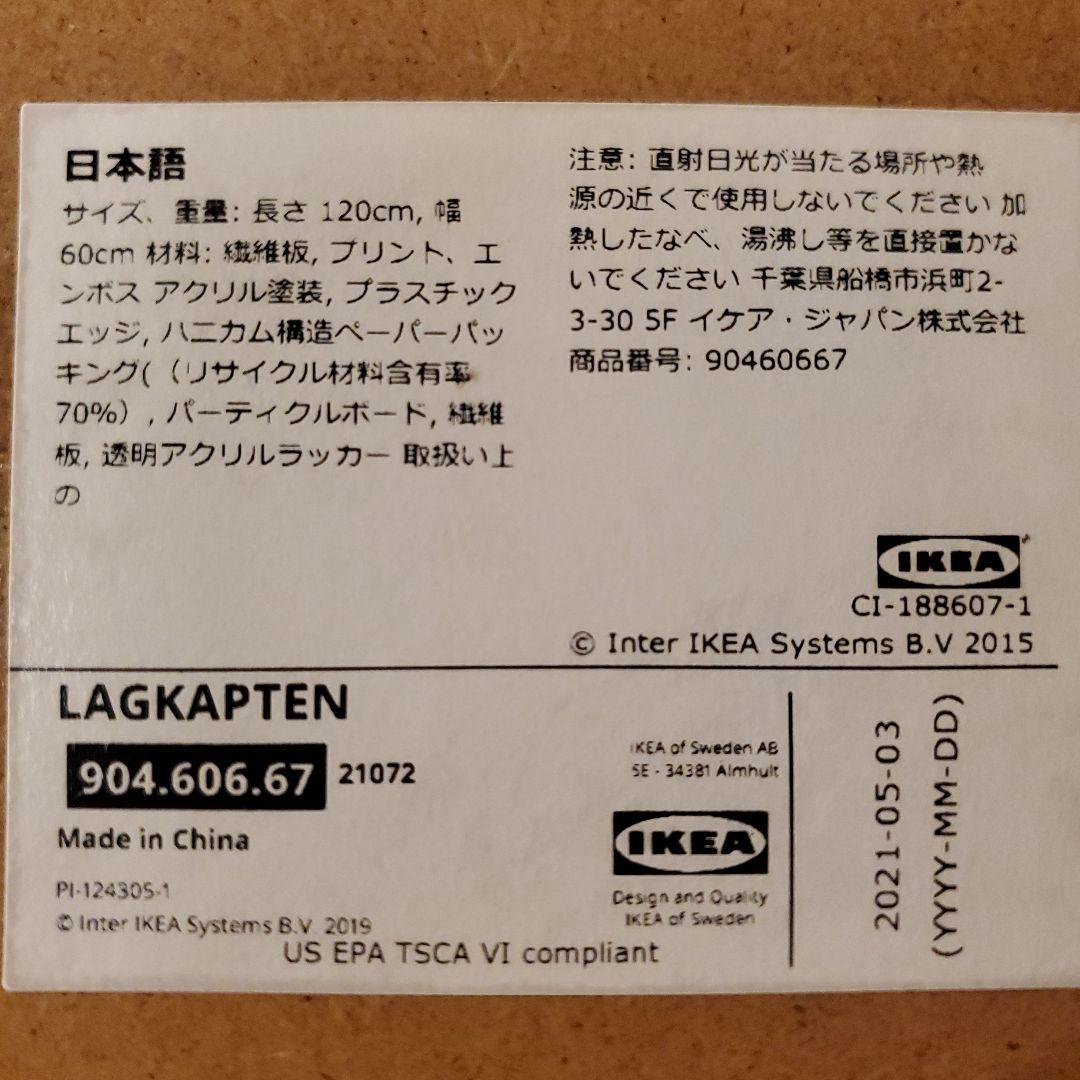 日本語
サイズ、重量: 長さ 120cm, 幅
60cm 材料: 繊維板, プリント、エ
ンボス アクリル塗装, プラスチック
エッジ, ハニカム構造ペーパーパッ
キング(（リサイクル材料含有率
70%）, パーティクルボード, 繊維
板, 透明アクリルラッカー 取扱い上
の
注意: 直射日光が当たる場所や熱
源の近くで使用しないでください 加
熱したなべ、湯沸し等を直接置かな
いでください 千葉県船橋市浜町2-
3-30 5F イケア・ジャパン株式会社
商品番号: 90460667
IKEA
CI-188607-1
© Inter IKEA Systems B.V 2015
LAGKAPTEN
904.606.67 21072
Made in China
PI-124305-1
© Inter IKEA Systems B.V. 2019
US EPA TSCA VI compliant
IKEA of Sweden AB
SE - 34381 Älmhult
IKEA
Design and Quality
IKEA of Sweden
2021-05-03
(YYYY-MM-DD)